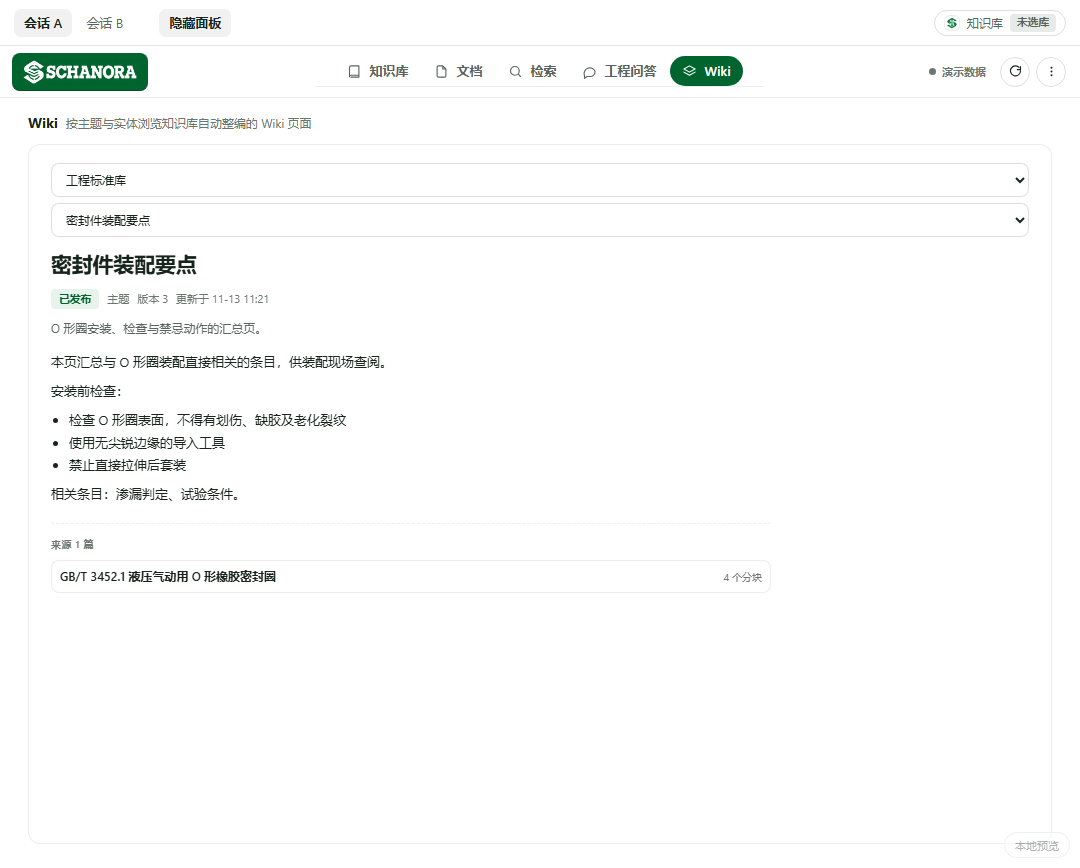 会话 A
会话 B
隐藏面板
知识库
未选库
SCHANORA
知识库
文档
检索
工程问答
Wiki
演示数据
Wiki 按主题与实体浏览知识库自动整编的 Wiki 页面
工程标准库
密封件装配要点
密封件装配要点
已发布 主题 版本 3 更新于 11-13 11:21
O 形圈安装、检查与禁忌动作的汇总页。
本页汇总与 O 形圈装配直接相关的条目，供装配现场查阅。
安装前检查：
检查 O 形圈表面，不得有划伤、缺胶及老化裂纹
使用无尖锐边缘的导入工具
禁止直接拉伸后套装
相关条目：渗漏判定、试验条件。
来源 1 篇
GB/T 3452.1 液压气动用 O 形橡胶密封圈
4 个分块
本地预览